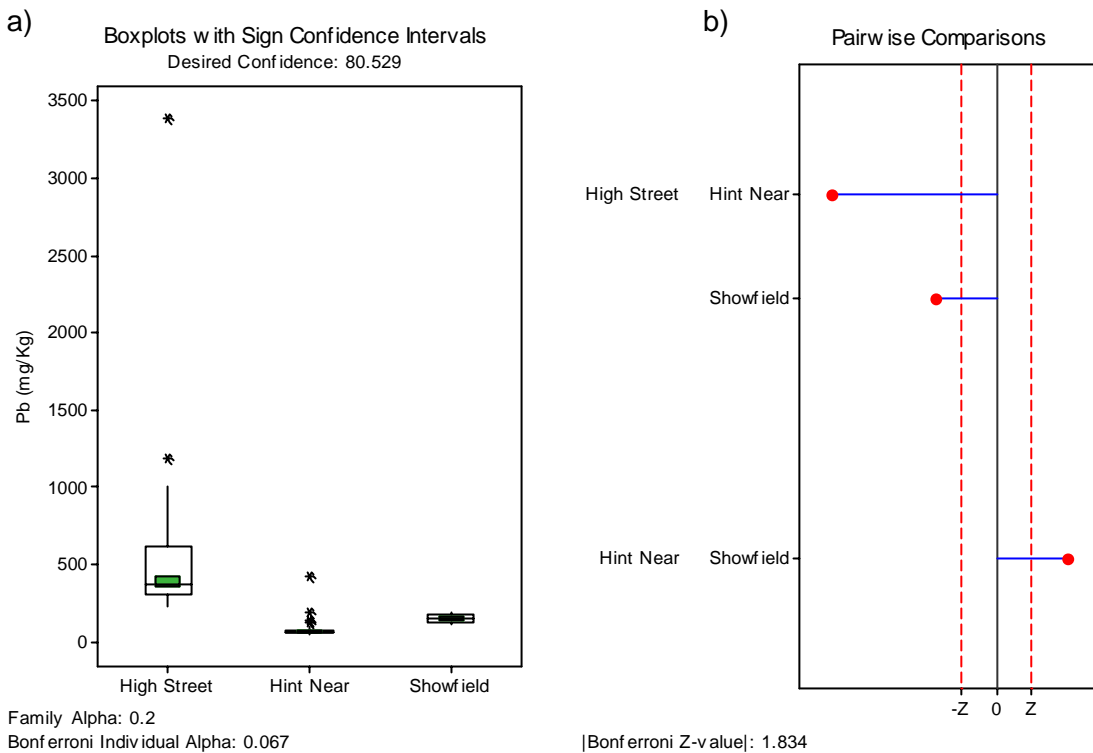 a)
Boxplots with Sign Confidence Intervals
Desired Confidence: 80.529
3500
3000
2500
2000
1500
1000
500
0
Pb (mg/Kg)
High Street Hint Near Showfield
Family Alpha: 0.2
Bonferroni Individual Alpha: 0.067
b)
Pairwise Comparisons
High Street Hint Near
Showfield
Hint Near Showfield
-Z 0 Z
|Bonferroni Z-value|: 1.834